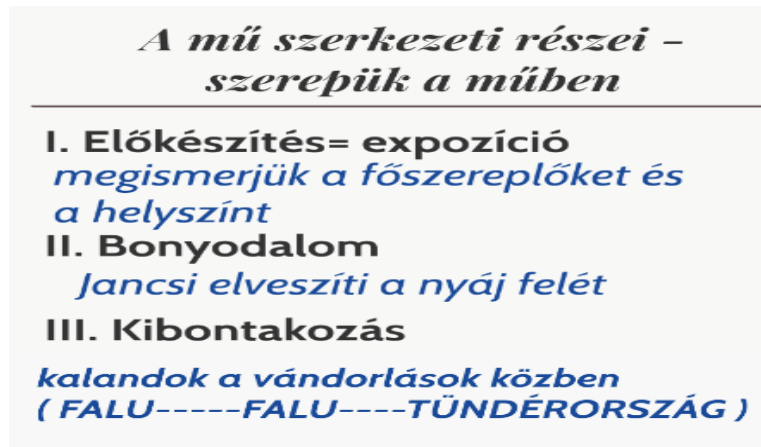 A mű szerkezeti részei –
szerepük a műben
I. Előkészítés= expozíció
megismerjük a főszereplőket és
a helyszínt
II. Bonyodalom
Jancsi elveszíti a nyáj felét
III. Kibontakozás
kalandok a vándorlások közben
( FALU-----FALU----TÜNDÉRORSZÁG )